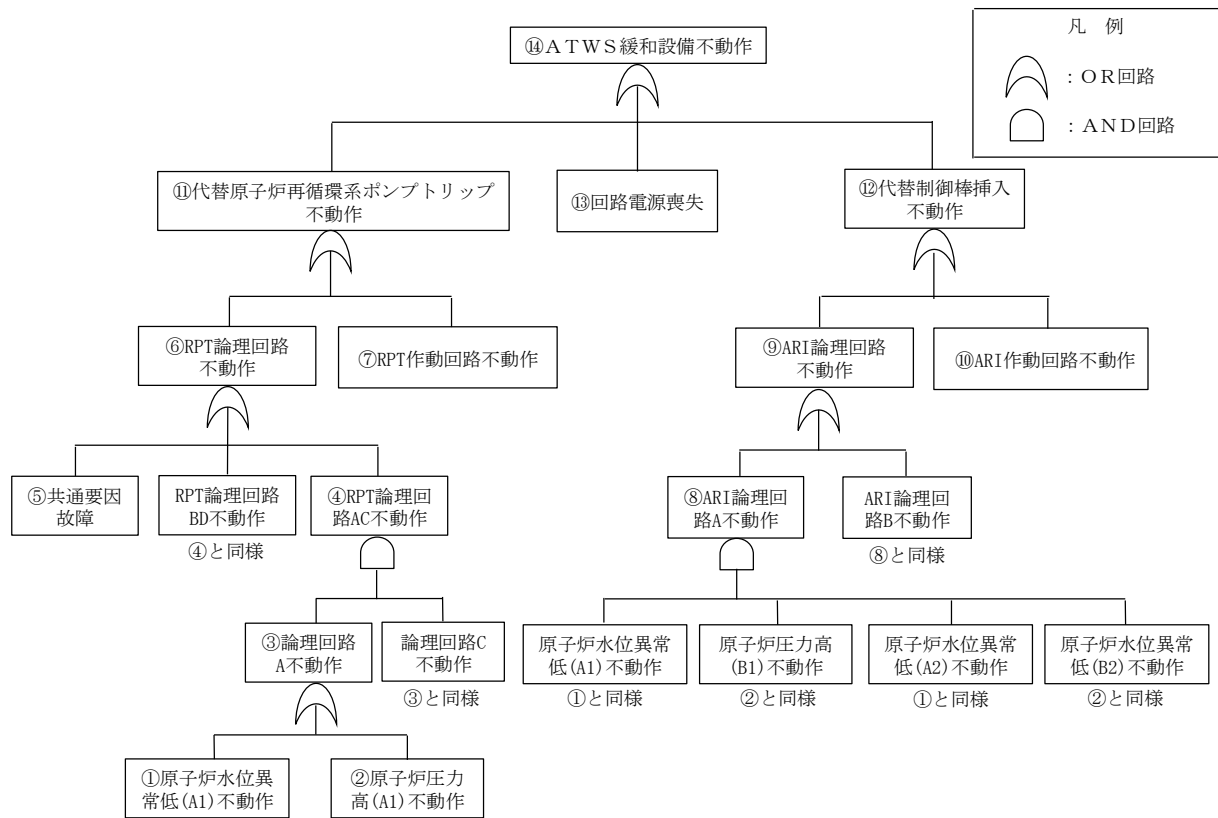 凡　例
：ＯR回路
：ＡＮＤ回路
⑭ＡＴＷＳ緩和設備不動作
⑪代替原子炉再循環系ポンプトリップ
不動作
⑬回路電源喪失
⑫代替制御棒挿入
不動作
⑥RPT論理回路
不動作
⑦RPT作動回路不動作
⑨ARI論理回路
不動作
⑩ARI作動回路不動作
⑤共通要因
故障
RPT論理回路
BD不動作
④と同様
④RPT論理回
路AC不動作
⑧ARI論理回
路A不動作
ARI論理回
路B不動作
⑧と同様
③論理回路
A不動作
論理回路C
不動作
③と同様
原子炉水位異常
低(A1)不動作
①と同様
原子炉圧力高
(B1)不動作
②と同様
原子炉水位異常
低(A2)不動作
①と同様
原子炉水位異常
低(B2)不動作
②と同様
①原子炉水位異
常低(A1)不動作
②原子炉圧力
高(A1)不動作